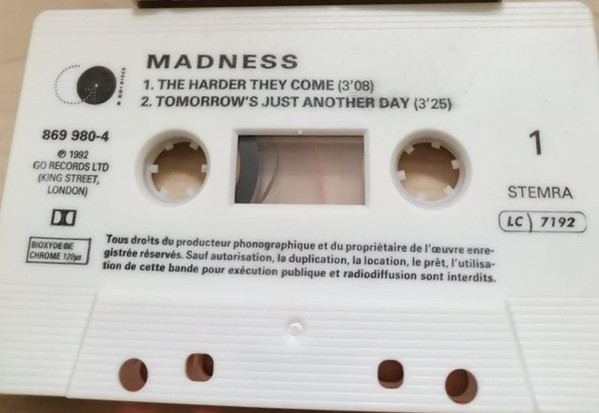 MADNESS
1. THE HARDER THEY COME (3'08)
2. TOMORROW'S JUST ANOTHER DAY (3'25)
869 980-4
℗ 1992
GO RECORDS LTD
(KING STREET,
LONDON)
1
STEMRA
LC 7192
BIOXYDE DE
CHROME 120µs
Tous droits du producteur phonographique et du propriétaire de l'œuvre enre-
gistrée réservés. Sauf autorisation, la duplication, la location, le prêt, l'utilisa-
tion de cette bande pour exécution publique et radiodiffusion sont interdits.